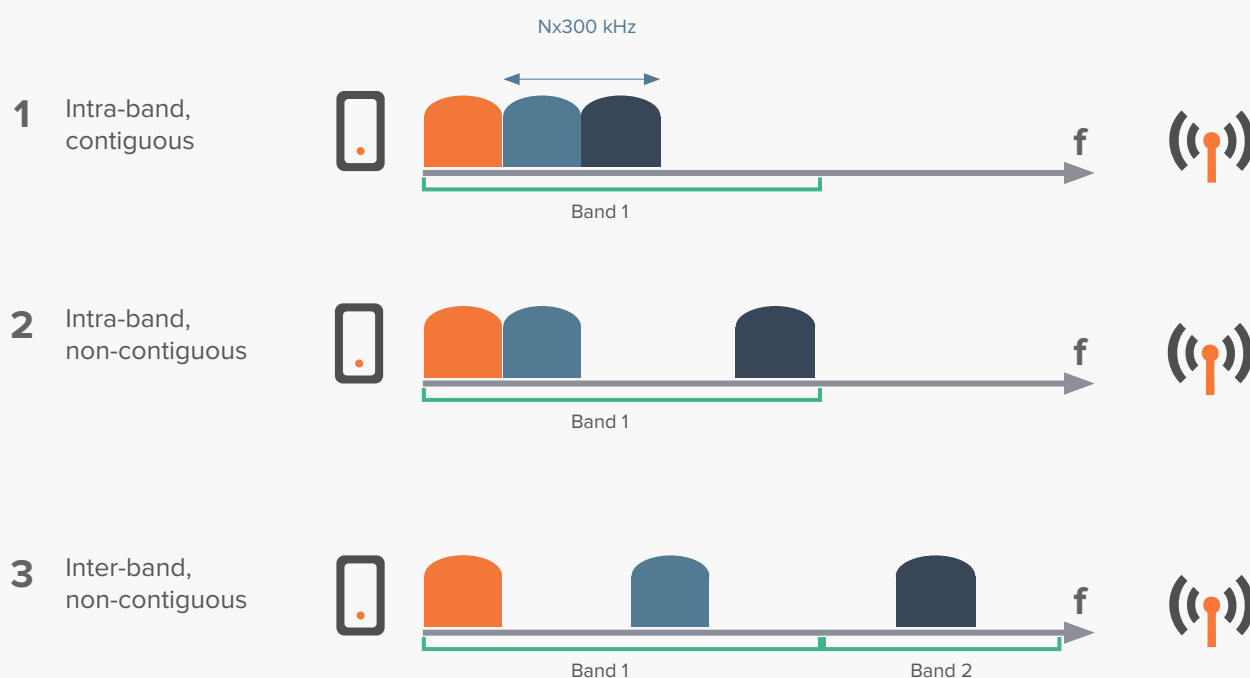 Nx300 kHz
1
Intra-band,
contiguous
f
Band 1
2
Intra-band,
non-contiguous
f
Band 1
3
Inter-band,
non-contiguous
f
Band 1
Band 2